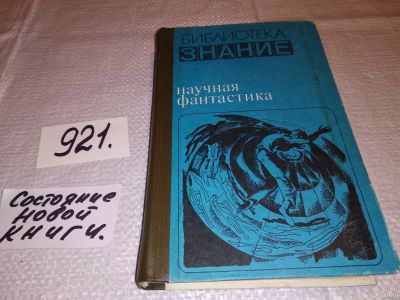 БИБЛИОТЕКА
ЗНАНИЕ
научная
фантастика
921.
Состояние
новой
книги.